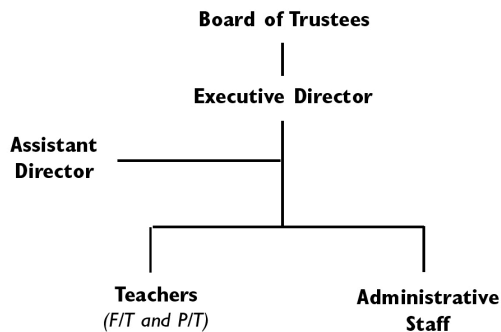 Board of Trustees
Executive Director
Assistant
Director
Teachers
(F/T and P/T)
Administrative
Staff